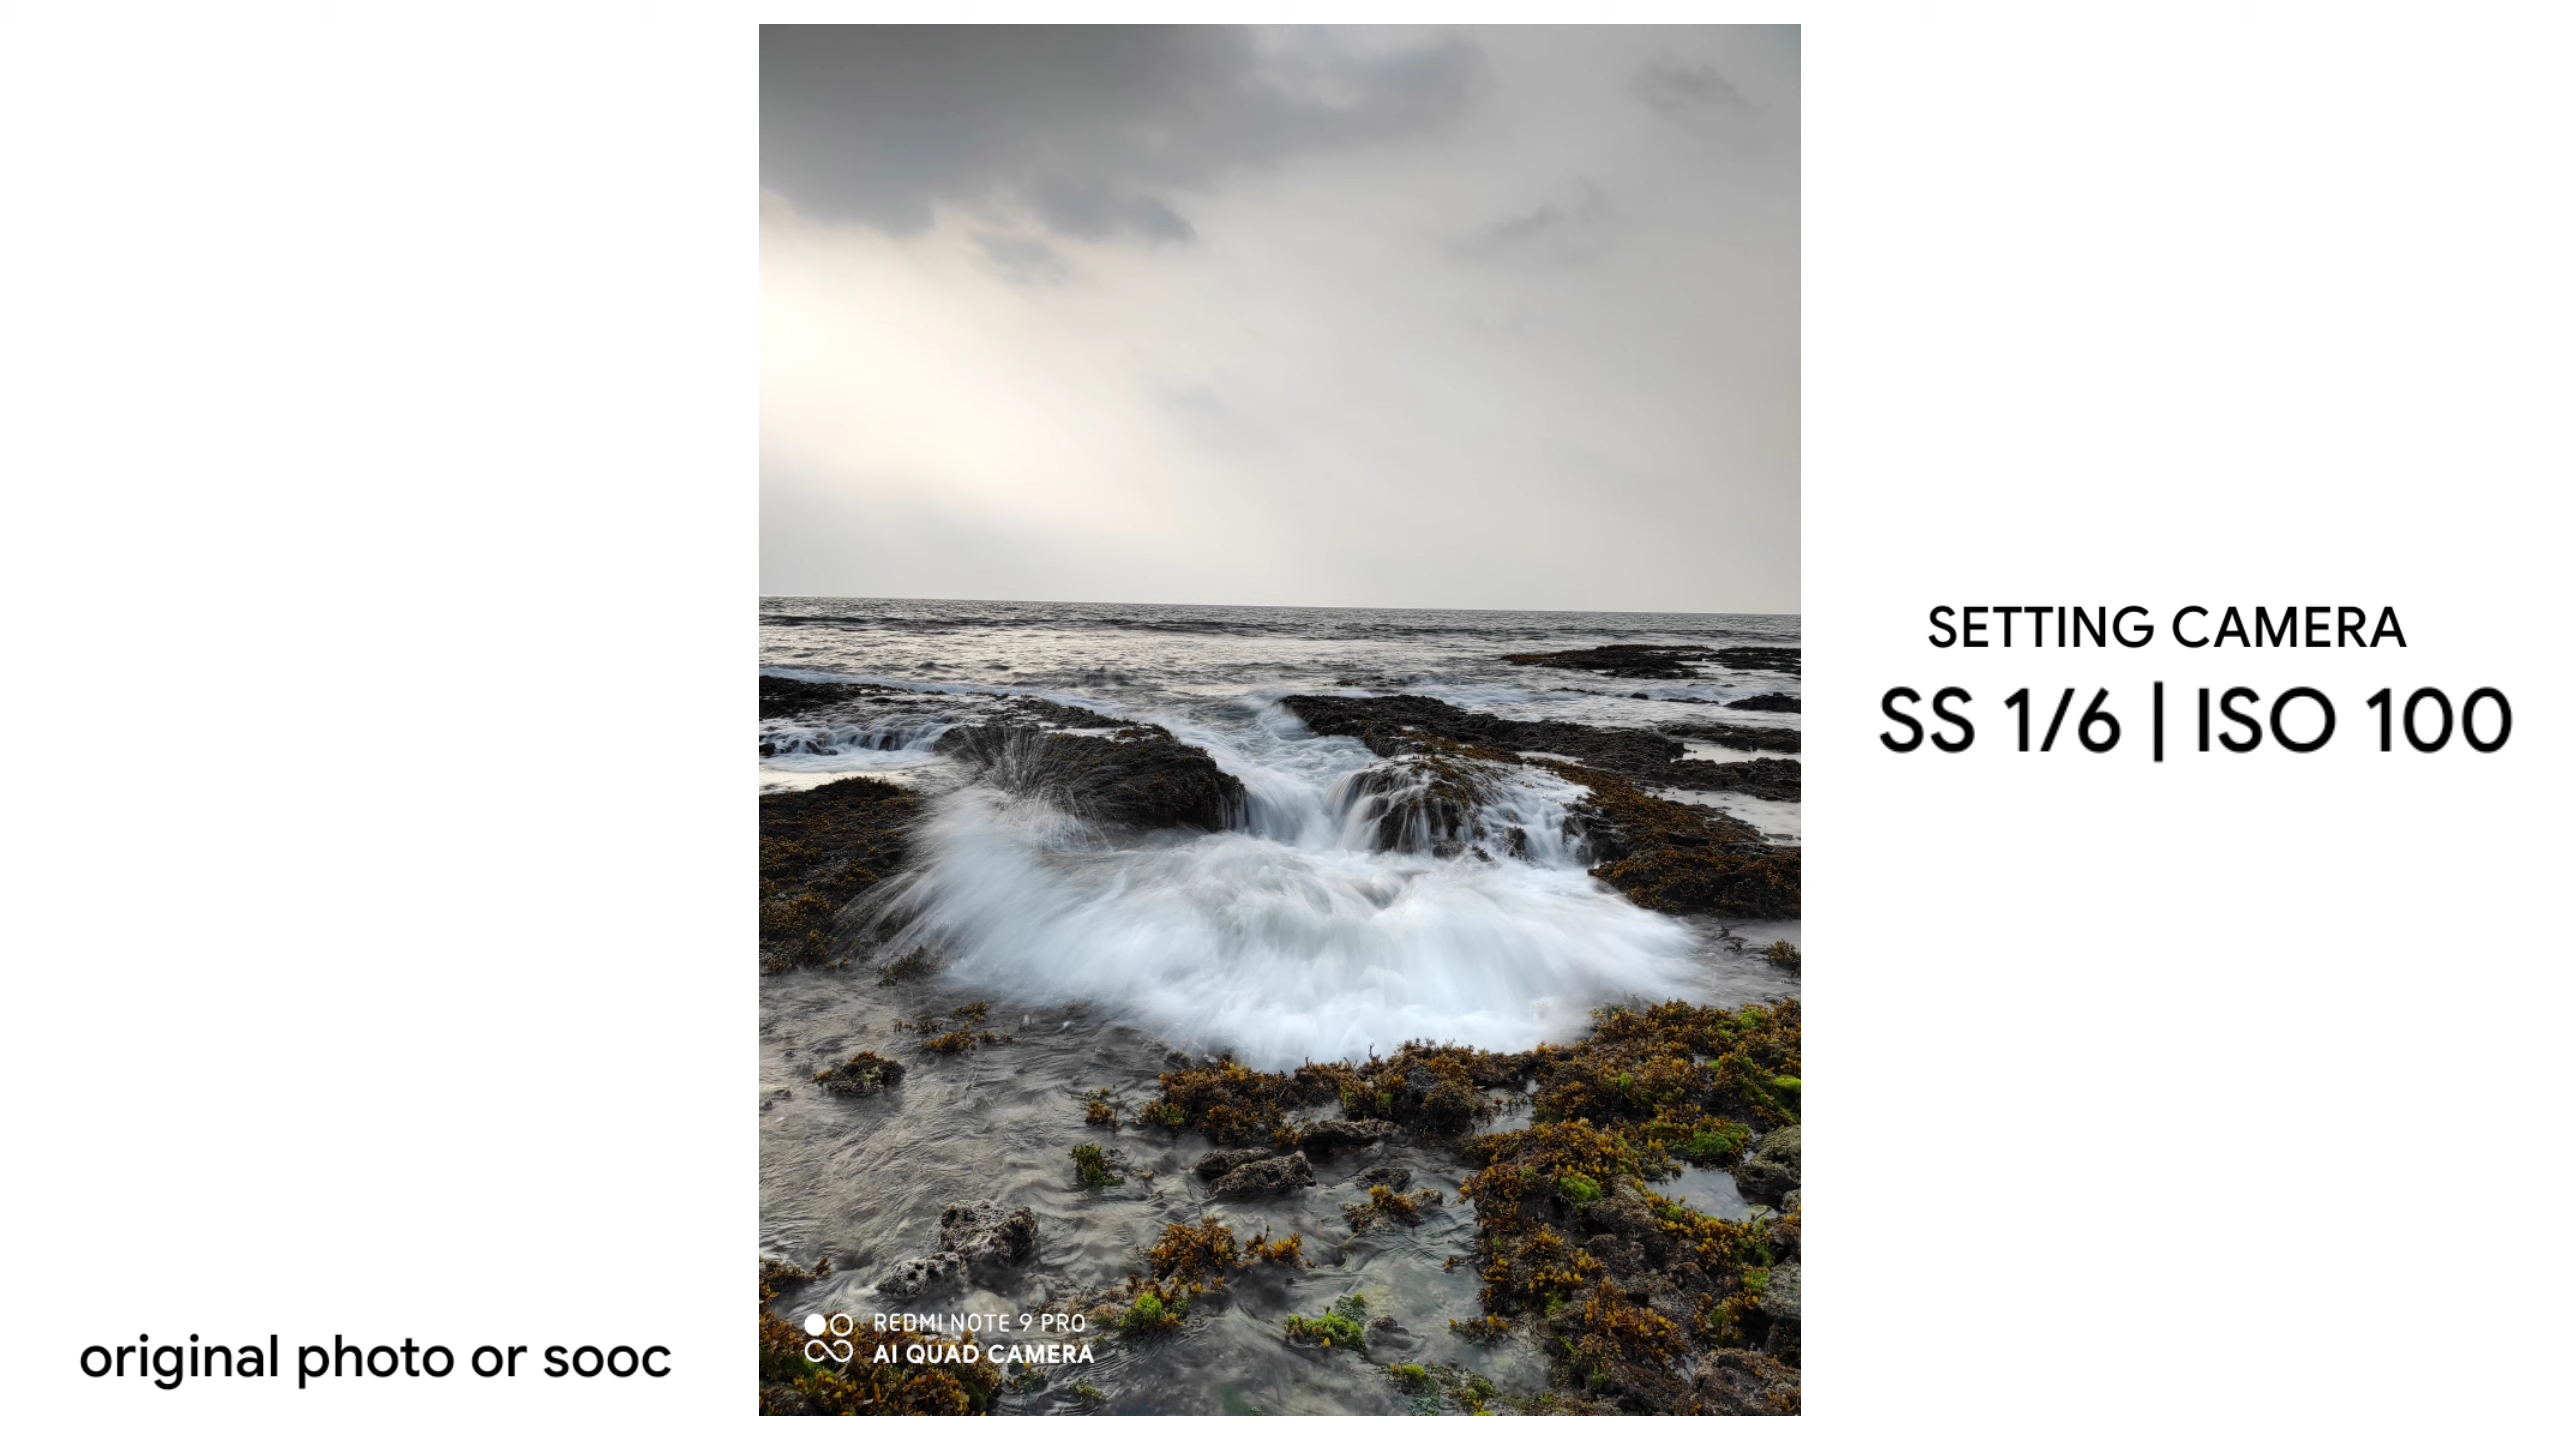 SETTING CAMERA
SS 1/6 | ISO 100
original photo or sooc
REDMI NOTE 9 PRO
AI QUAD CAMERA